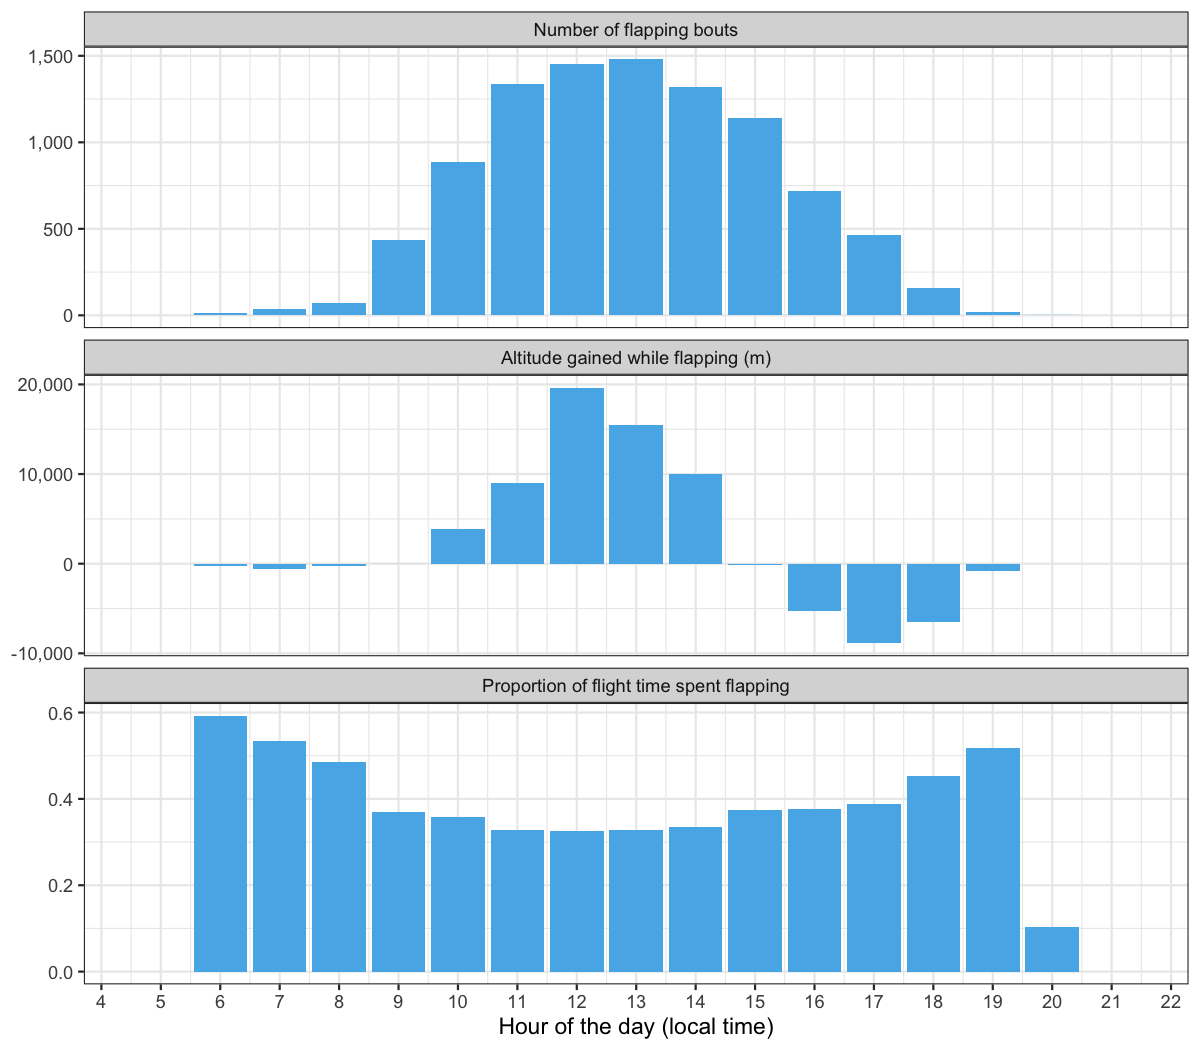 Number of flapping bouts
1,500
1,000
500
0
Altitude gained while flapping (m)
20,000
10,000
0
-10,000
Proportion of flight time spent flapping
0.6
0.4
0.2
0.0
4 5 6 7 8 9 10 11 12 13 14 15 16 17 18 19 20 21 22
Hour of the day (local time)